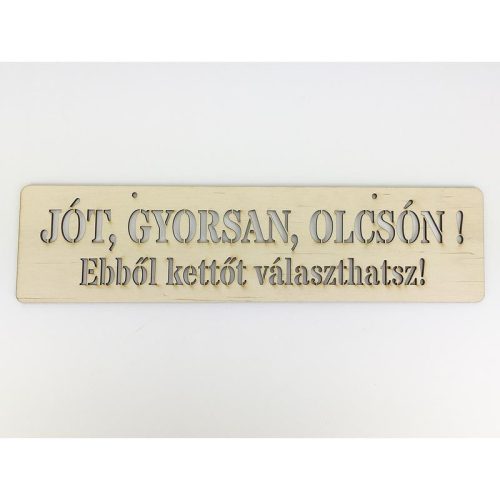 JÓT, GYORSAN, OLCSÓN !
Ebből kettőt választhatsz!